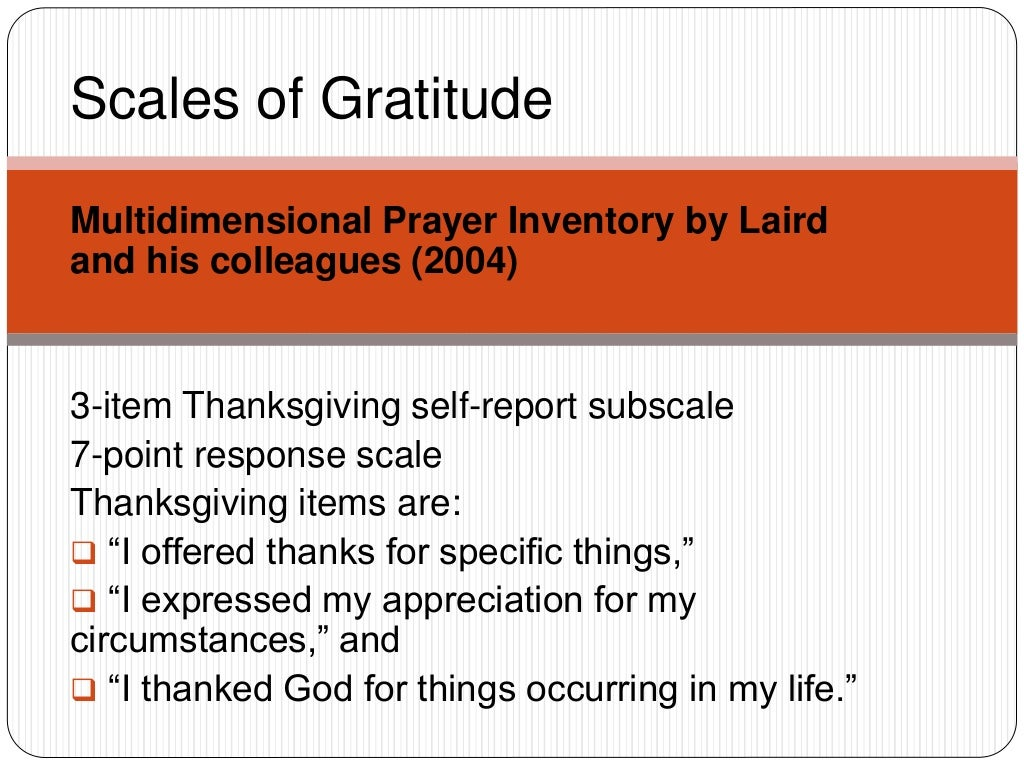 Scales of Gratitude
Multidimensional Prayer Inventory by Laird
and his colleagues (2004)
3-item Thanksgiving self-report subscale
7-point response scale
Thanksgiving items are:
❑ “I offered thanks for specific things,”
❑ “I expressed my appreciation for my
circumstances,” and
❑ “I thanked God for things occurring in my life.”